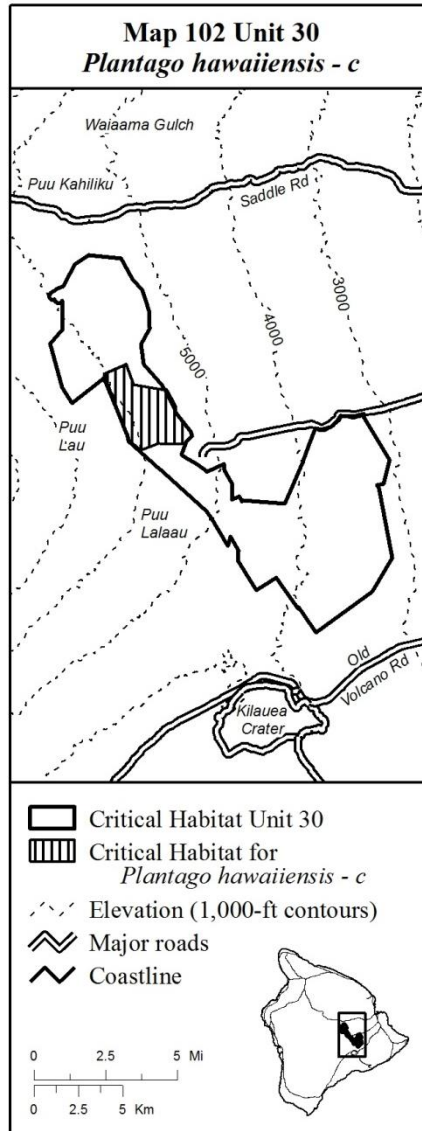 Map 102 Unit 30
Plantago hawaiiensis - c
Waiaama Gulch
Puu Kahiliku
Saddle Rd
3000
4000
5000
Puu
Lau
Puu
Lalaau
Old
Volcano Rd
Kilauea
Crater
Critical Habitat Unit 30
Critical Habitat for
Plantago hawaiiensis - c
Elevation (1,000-ft contours)
Major roads
Coastline
0 5 Mi
0 2.5 5 Km